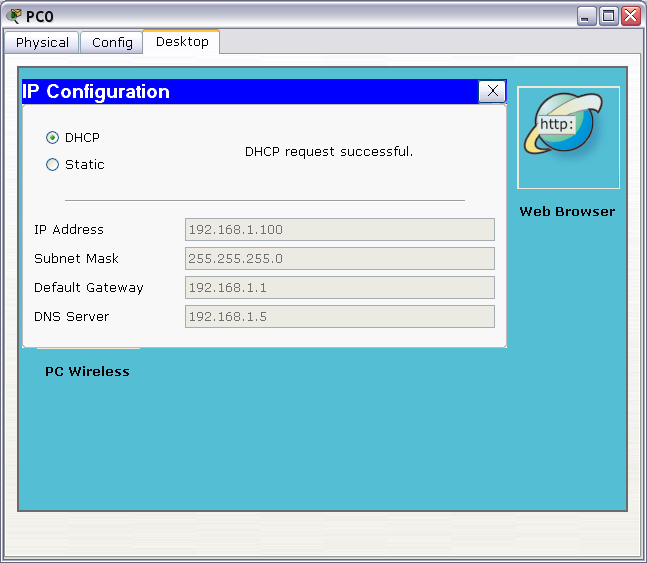 PC0
Physical
Config
Desktop
IP Configuration
X
DHCP
Static
DHCP request successful.
http:
Web Browser
IP Address
192.168.1.100
Subnet Mask
255.255.255.0
Default Gateway
192.168.1.1
DNS Server
192.168.1.5
PC Wireless